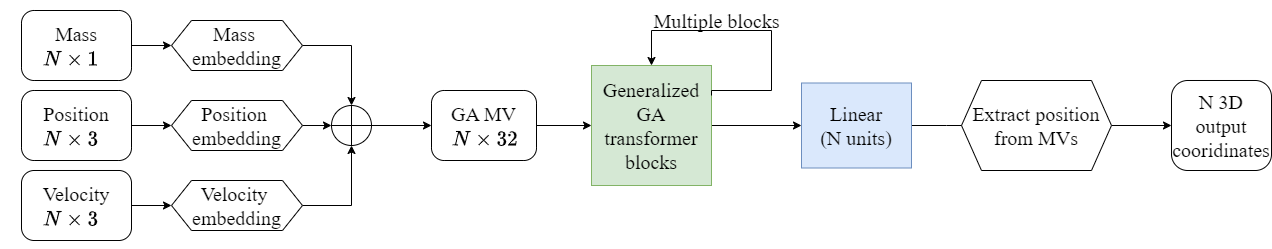 Mass
N × 1
Mass
embedding
Position
N × 3
Position
embedding
Velocity
N × 3
Velocity
embedding
GA MV
N × 32
Multiple blocks
Generalized
GA
transformer
blocks
Linear
(N units)
Extract position
from MVs
N 3D
output
cooridinates